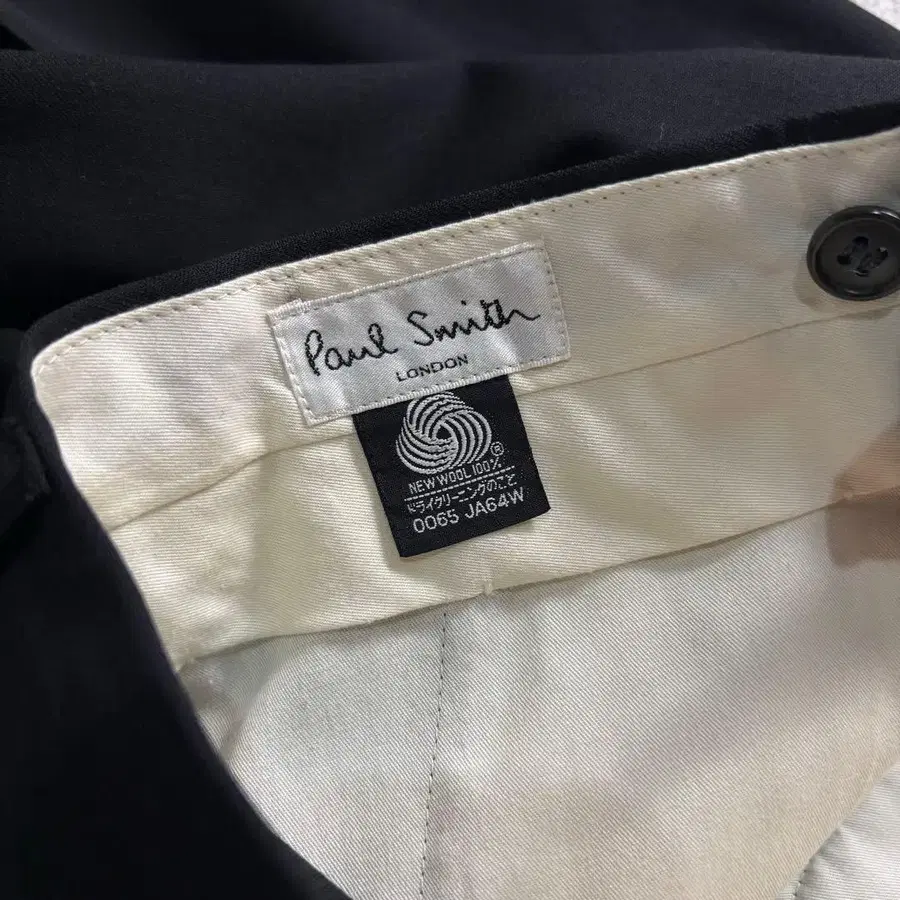 Paul Smith
LONDON
®
NEW WOOL 100%
ドライクリーニングのこと
0065 JA64W